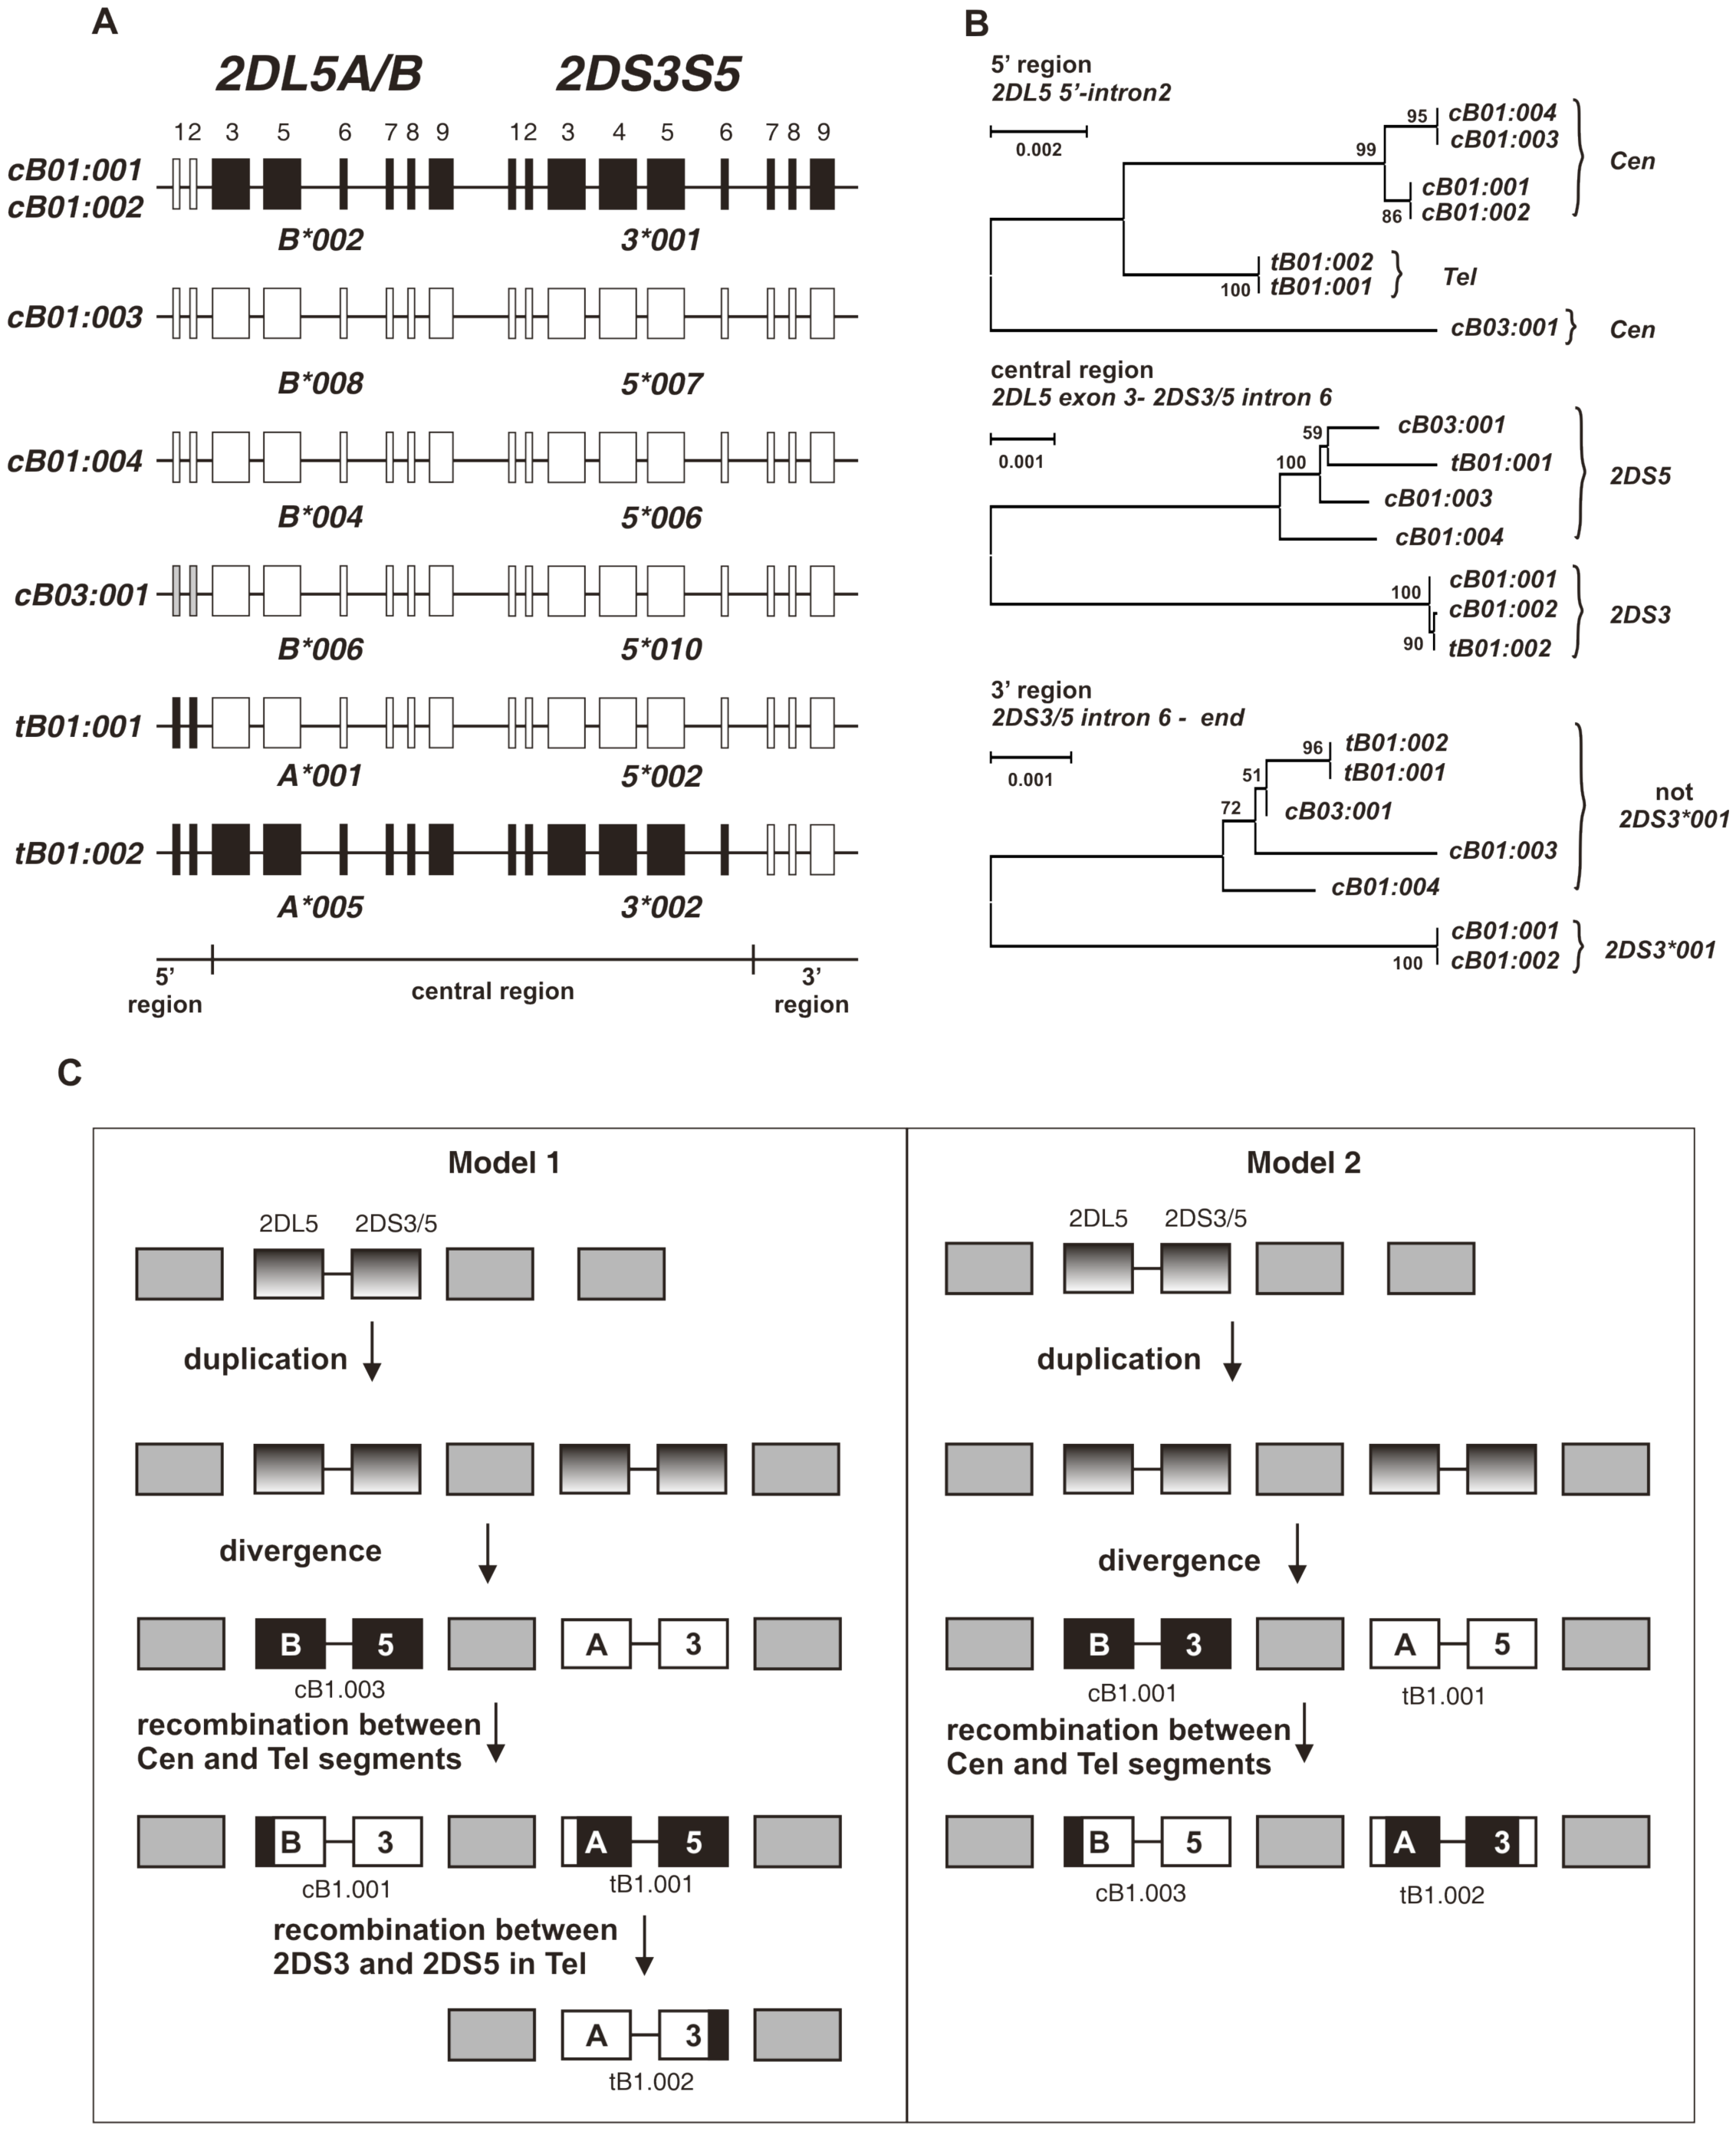 A
2DL5A/B 2DS3S5
12 3 5 6 7 8 9 12 3 4 5 6 7 8 9
cB01:001
cB01:002
B*002 3*001
cB01:003
B*008 5*007
cB01:004
B*004 5*006
cB03:001
B*006 5*010
tB01:001
A*001 5*002
tB01:002
A*005 3*002
5’ region
central region
3’ region
B
5’ region
2DL5 5’-intron2
0.002
95
cB01:004
cB01:003
99
Cen
cB01:001
86
cB01:002
tB01:002
Tel
100
tB01:001
cB03:001
Cen
central region
2DL5 exon 3- 2DS3/5 intron 6
0.001
59
cB03:001
100
tB01:001
2DS5
cB01:003
cB01:004
100
cB01:001
cB01:002
2DS3
90
tB01:002
3’ region
2DS3/5 intron 6 - end
0.001
96
tB01:002
51
tB01:001
72
cB03:001
not
2DS3*001
cB01:003
cB01:004
cB01:001
2DS3*001
100
cB01:002
C
Model 1
2DL5 2DS3/5
duplication
divergence
B 5 A 3
cB1.003
recombination between
Cen and Tel segments
B 3 A 5
cB1.001 tB1.001
recombination between
2DS3 and 2DS5 in Tel
A 3
tB1.002
Model 2
2DL5 2DS3/5
duplication
divergence
B 3 A 5
cB1.001 tB1.001
recombination between
Cen and Tel segments
B 5 A 3
cB1.003 tB1.002